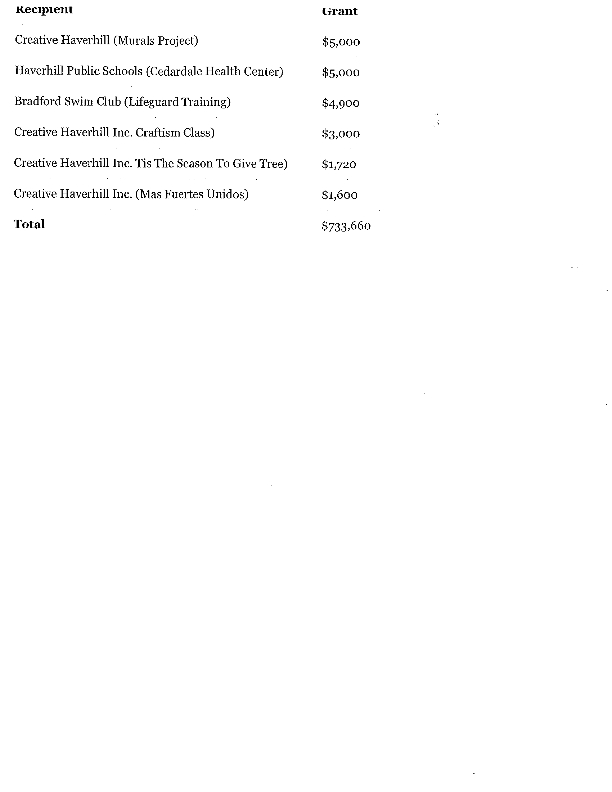 Recipient Grant
Creative Haverhill (Murals Project) $5,000
Haverhill Public Schools (Cedardale Health Center) $5,000
Bradford Swim Club (Lifeguard Training) $4,900
Creative Haverhill Inc. Craftism Class) $3,000
Creative Haverhill Inc. Tis The Season To Give Tree) $1,720
Creative Haverhill Inc. (Mas Fuertes Unidos) $1,600
Total $733,660